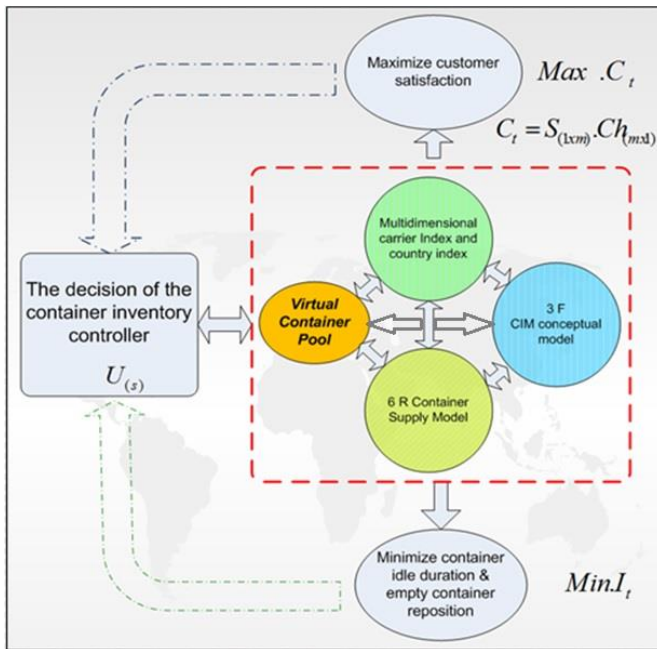 Maximize customer
satisfaction
Max .C_t
C_t = S_(1xm) .Ch_(mx1)
Multidimensional
carrier Index and
country index
The decision of the
container inventory
controller
U_(s)
Virtual
Container
Pool
3 F
CIM conceptual
model
6 R Container
Supply Model
Minimize container
idle duration &
empty container
reposition
Min.I_t